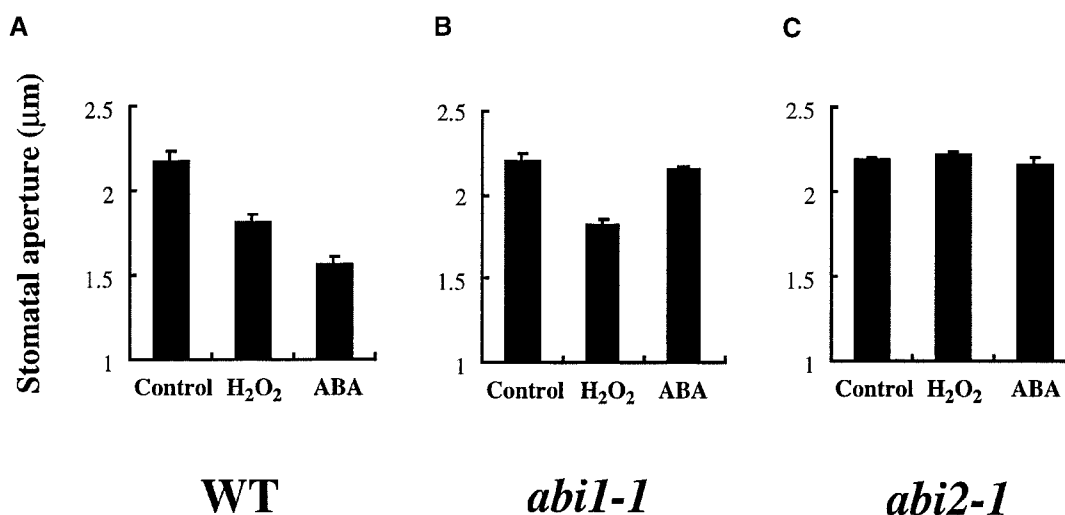 A
B
C
Stomatal aperture (μm)
2.5
2
1.5
1
Control H₂O₂ ABA
WT
2.5
2
1.5
1
Control H₂O₂ ABA
abi1-1
2.5
2
1.5
1
Control H₂O₂ ABA
abi2-1